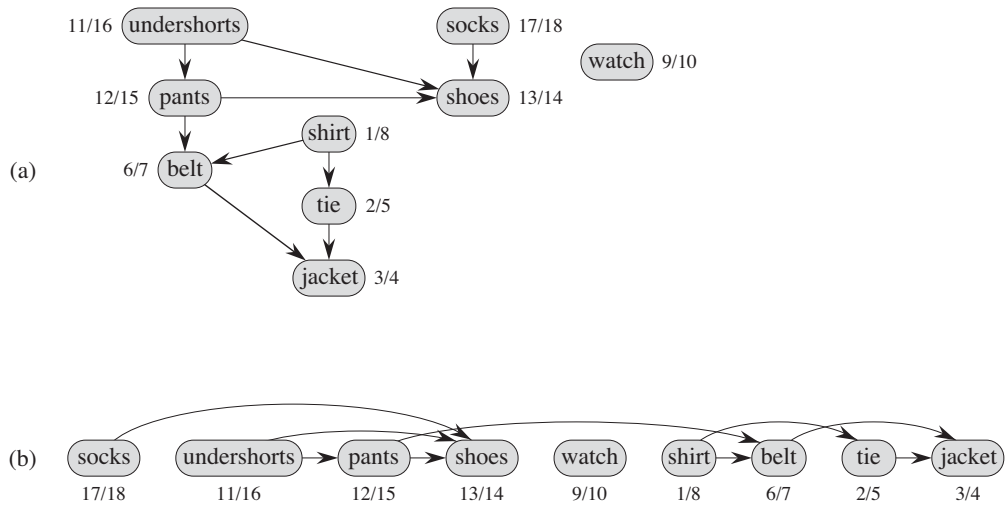 11/16 undershorts socks 17/18
watch 9/10
12/15 pants shoes 13/14
shirt 1/8
(a) 6/7 belt
tie 2/5
jacket 3/4
(b) socks undershorts pants shoes watch shirt belt tie jacket
17/18 11/16 12/15 13/14 9/10 1/8 6/7 2/5 3/4